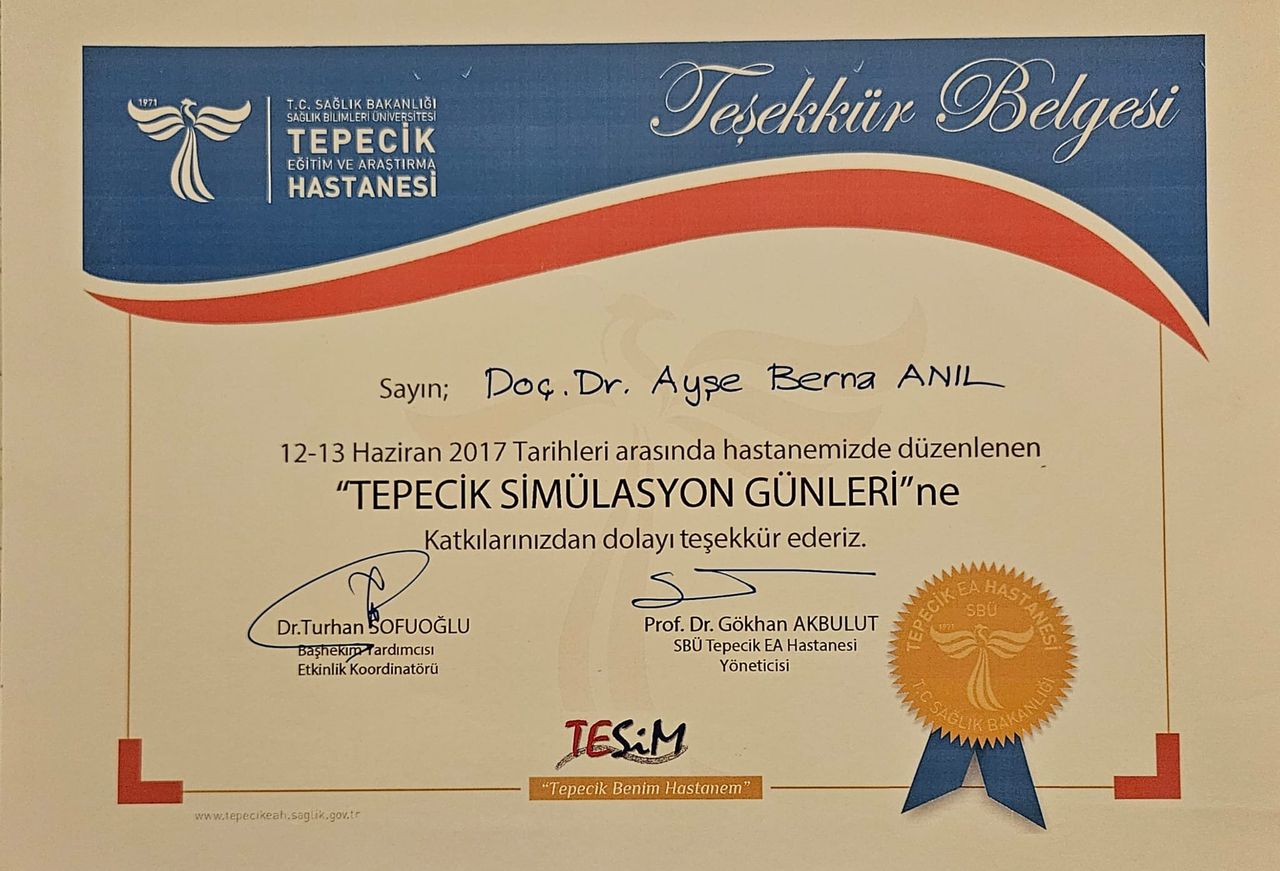 1971
T.C. SAĞLIK BAKANLIĞI
SAĞLIK BİLİMLERİ ÜNİVERSİTESİ
TEPECİK
EĞİTİM VE ARAŞTIRMA
HASTANESİ
Teşekkür Belgesi
Sayın; Doç.Dr. Ayşe Berna ANIL
12-13 Haziran 2017 Tarihleri arasında hastanemizde düzenlenen
“TEPECİK SİMÜLASYON GÜNLERİ”ne
Katkılarınızdan dolayı teşekkür ederiz.
Dr.Turhan SOFUOĞLU
Başhekim Yardımcısı
Etkinlik Koordinatörü
Prof. Dr. Gökhan AKBULUT
SBÜ Tepecik EA Hastanesi
Yöneticisi
TEPECİK EA HASTANESİ
SBÜ
1971
T.C SAĞLIK BAKANLIĞI
TESiM
“Tepecik Benim Hastanem”
www.tepecikeah.saglik.gov.tr